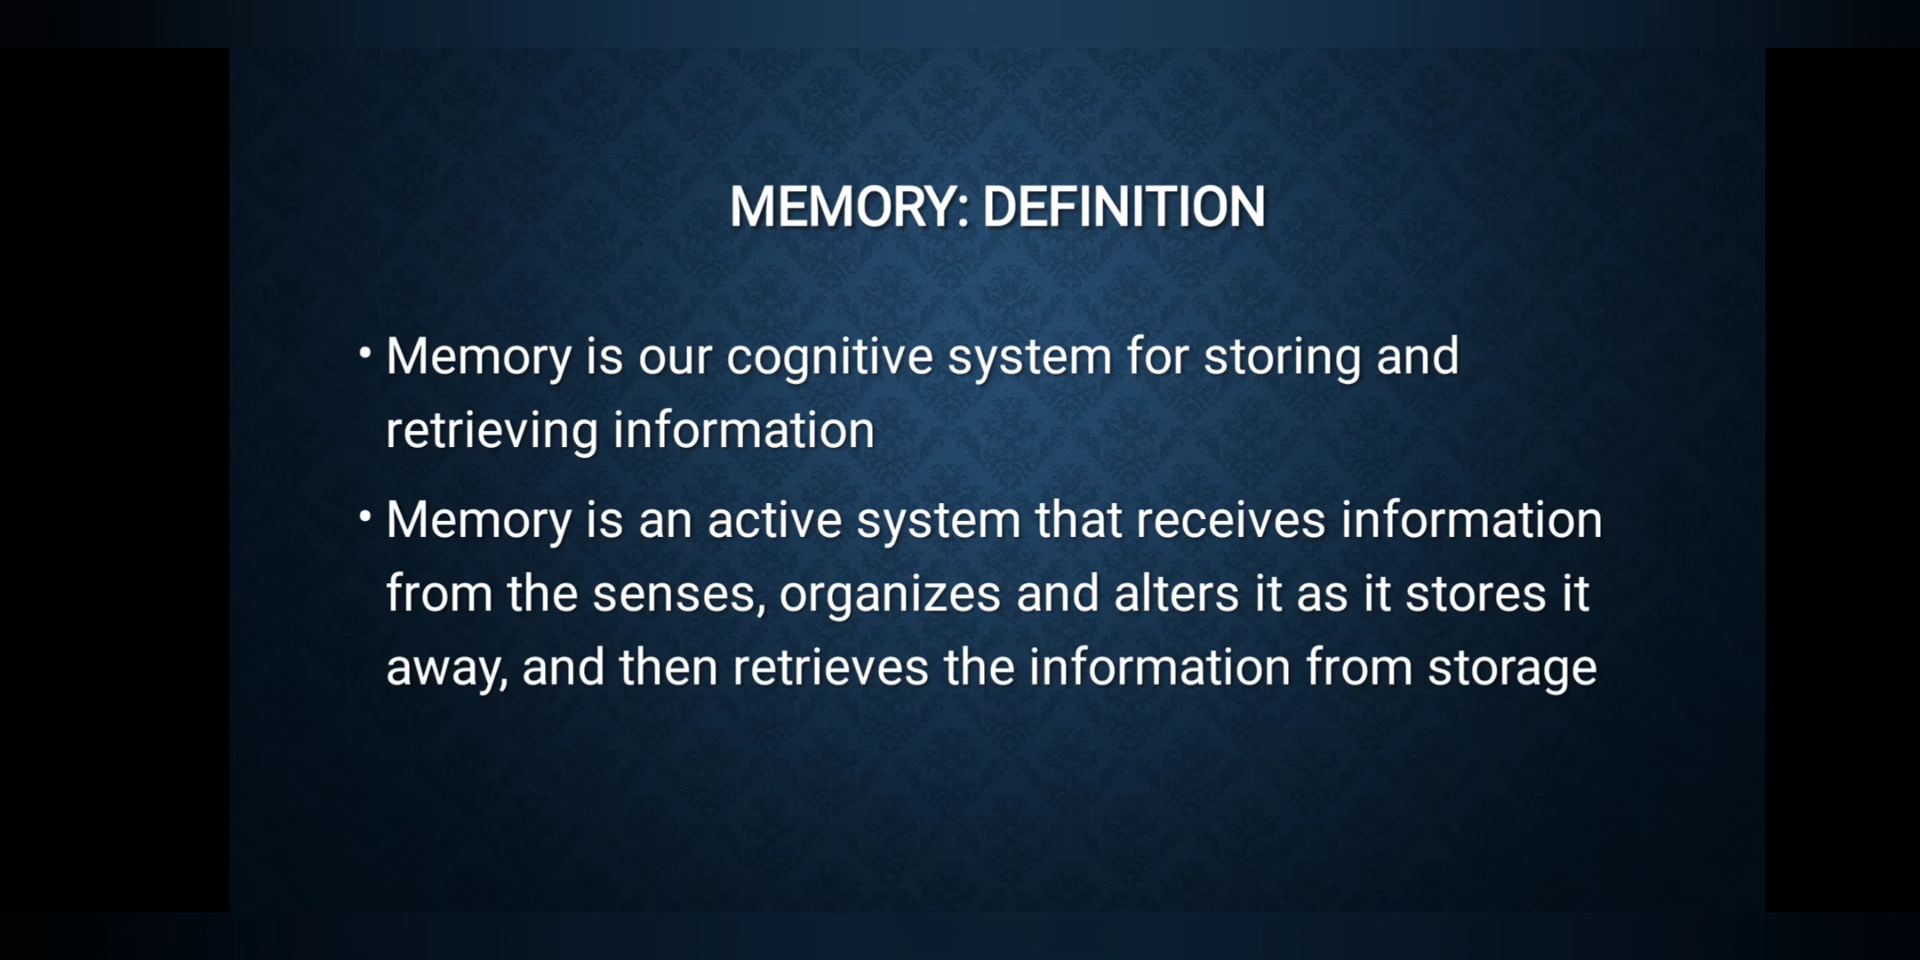 MEMORY: DEFINITION
• Memory is our cognitive system for storing and
retrieving information
• Memory is an active system that receives information
from the senses, organizes and alters it as it stores it
away, and then retrieves the information from storage